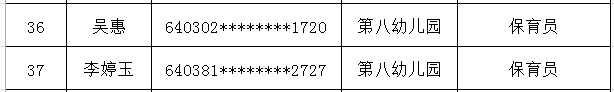 36 吴惠 640302********1720 第八幼儿园 保育员
37 李婷玉 640381********2727 第八幼儿园 保育员